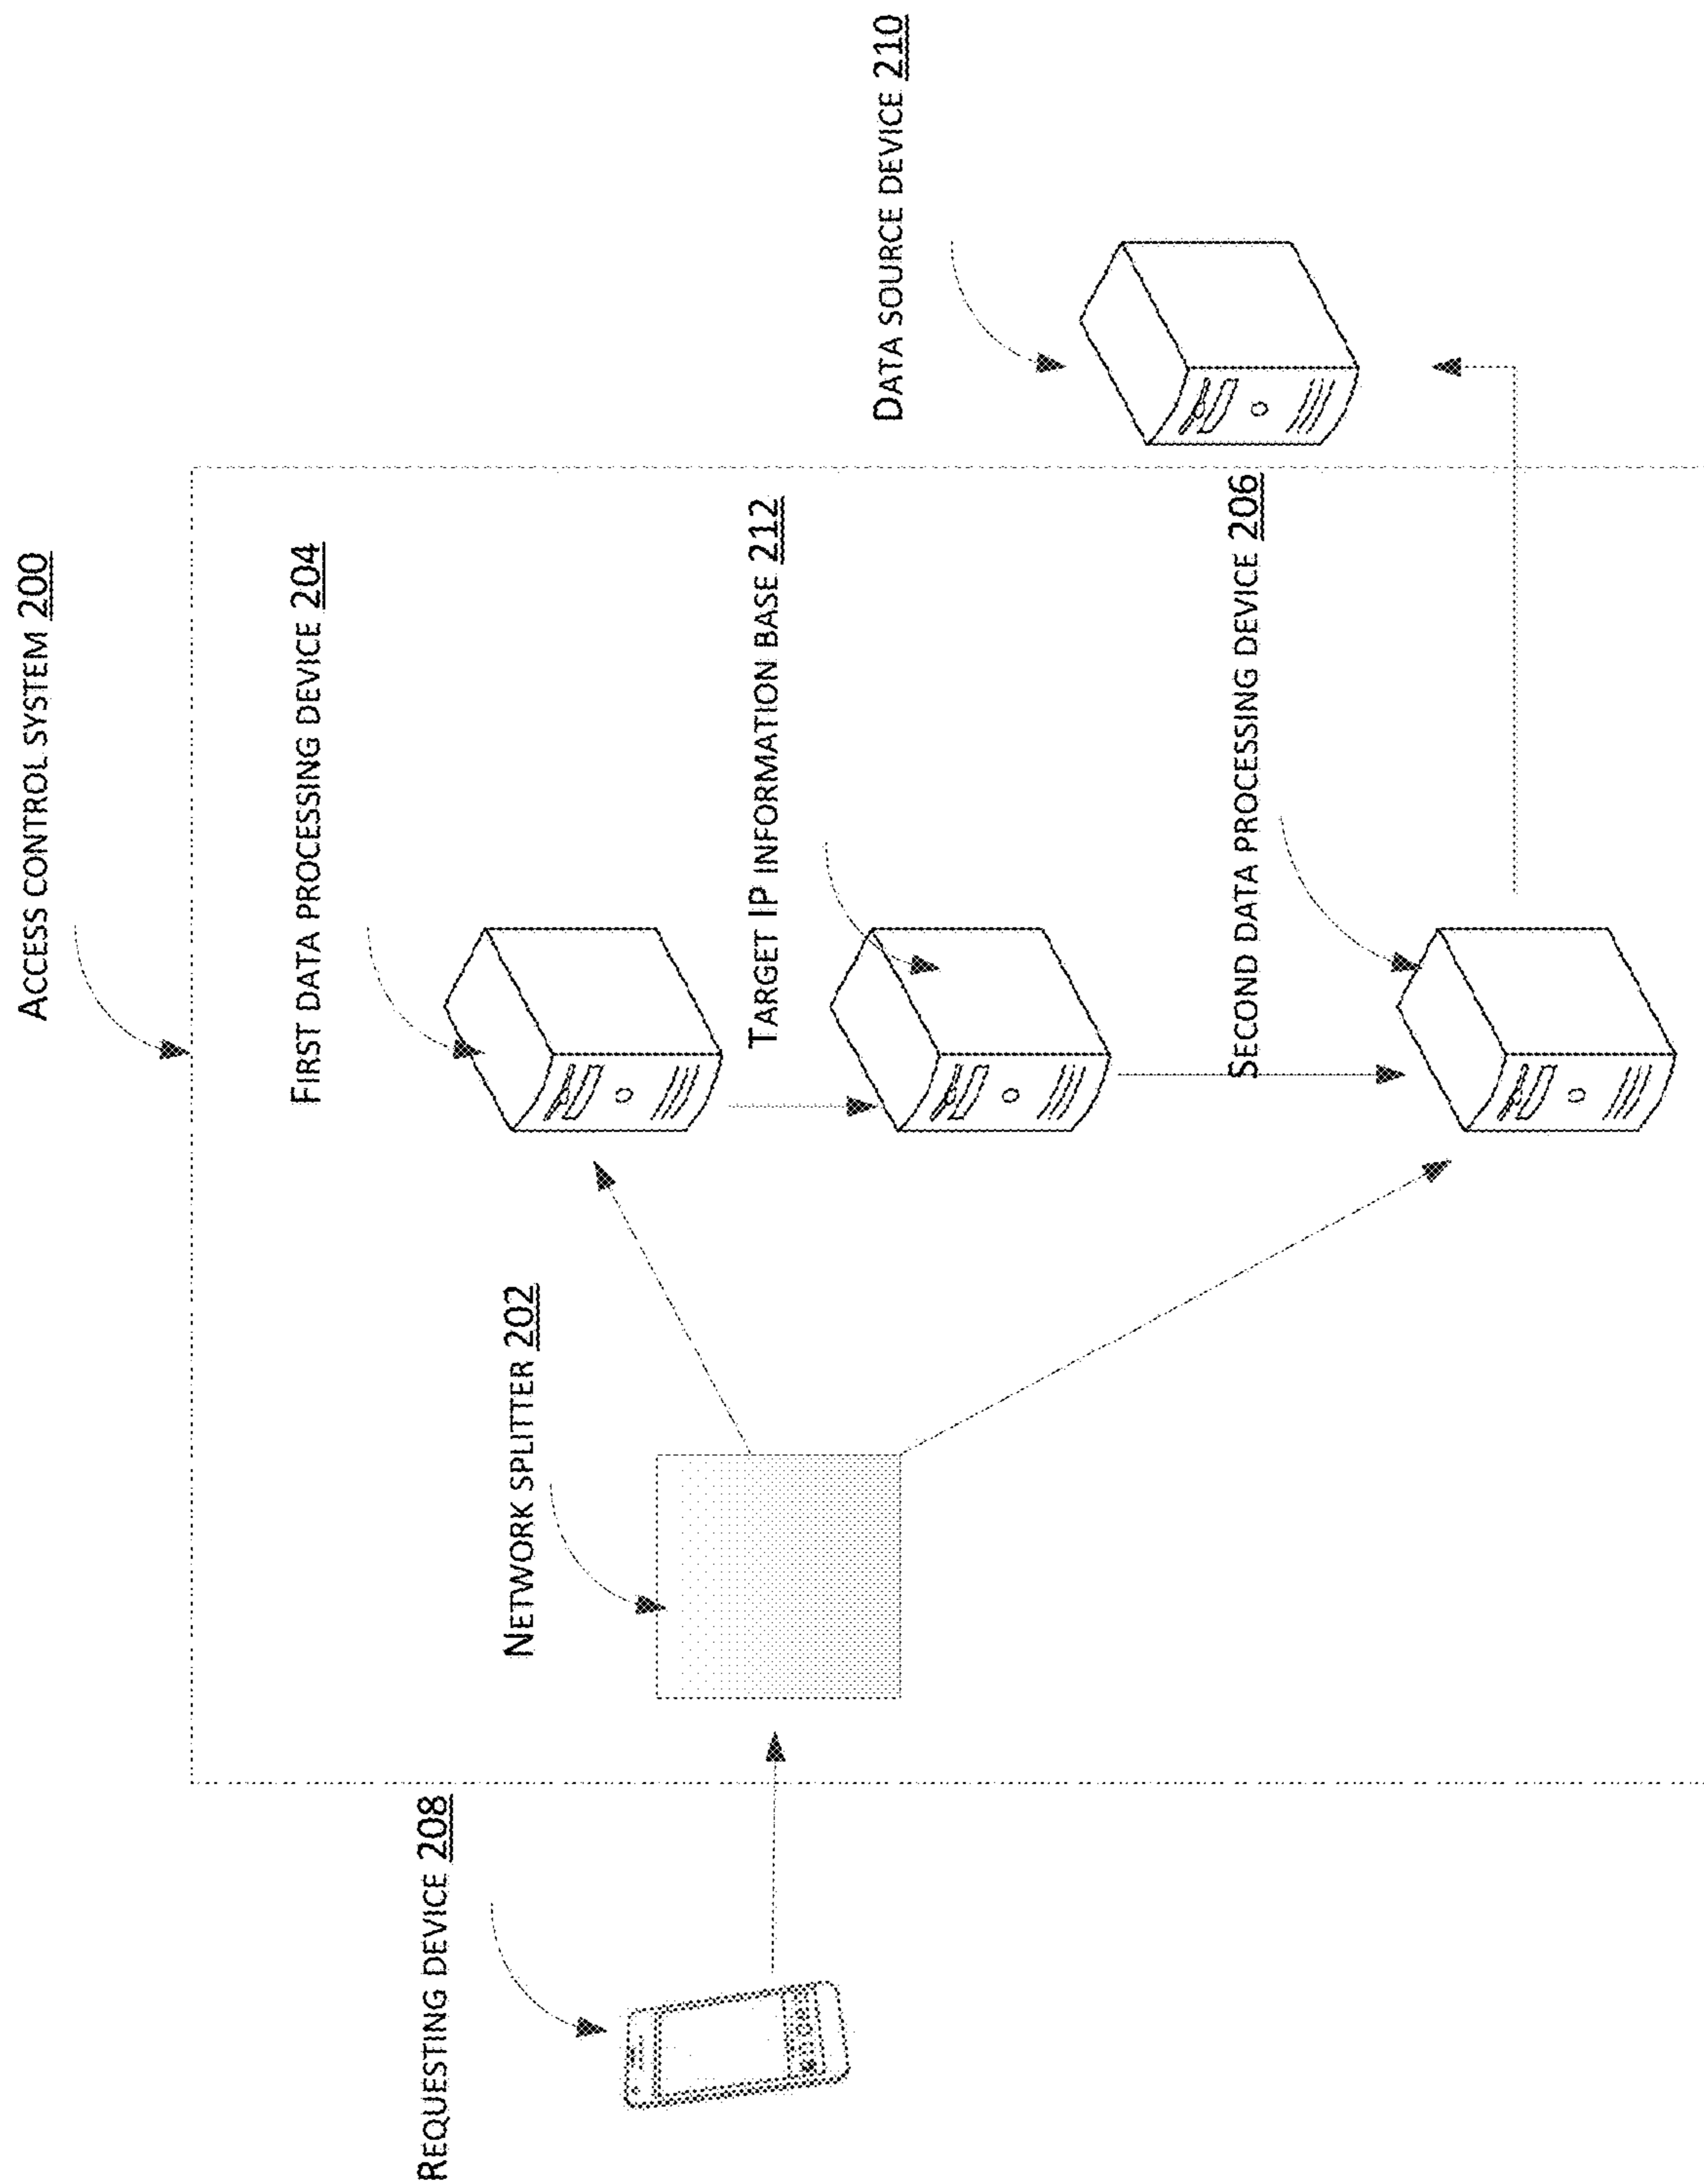 ACCESS CONTROL SYSTEM 200
FIRST DATA PROCESSING DEVICE 204
REQUESTING DEVICE 208
NETWORK SPLITTER 202
TARGET IP INFORMATION BASE 212
DATA SOURCE DEVICE 210
SECOND DATA PROCESSING DEVICE 206